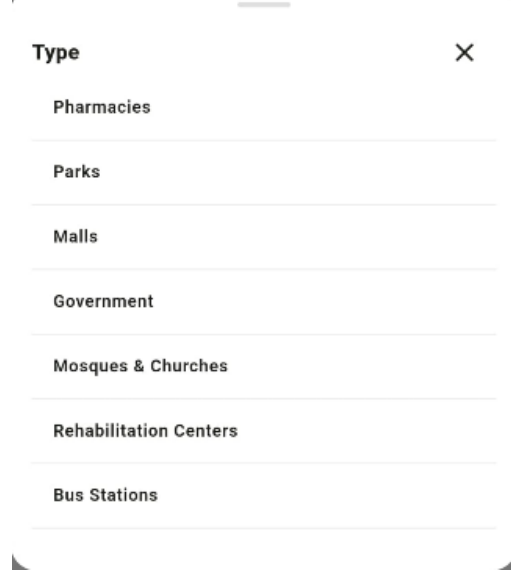 Type
Pharmacies
Parks
Malls
Government
Mosques & Churches
Rehabilitation Centers
Bus Stations